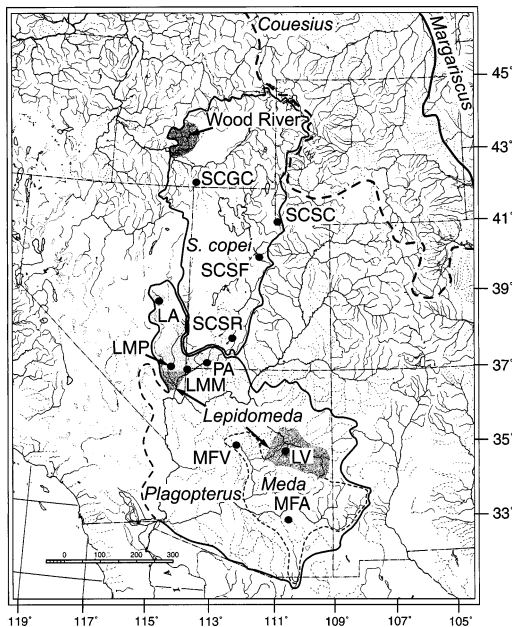 Couesius
Margariscus
45°
Wood River
43°
SCGC
SCSC
41°
S. copei
SCSF
39°
LA
SCSR
LMP
PA
37°
LMM
Lepidomeda
35°
MFV
LV
Plagopterus
Meda
MFA
33°
0 100 200 300
119° 117° 115° 113° 111° 109° 107° 105°